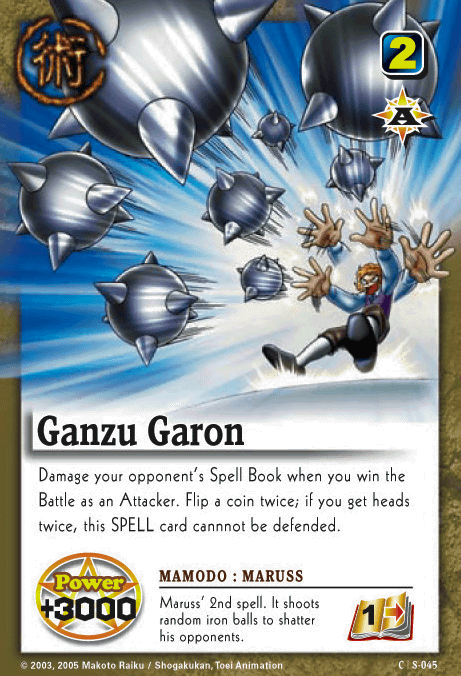 術
2
A
Ganzu Garon
Damage your opponent's Spell Book when you win the
Battle as an Attacker. Flip a coin twice; if you get heads
twice, this SPELL card cannnot be defended.
Power
+3000
MAMODO : MARUSS
Maruss' 2nd spell. It shoots
random iron balls to shatter
his opponents.
1
© 2003, 2005 Makoto Raiku / Shogakukan, Toei Animation
C | S-045